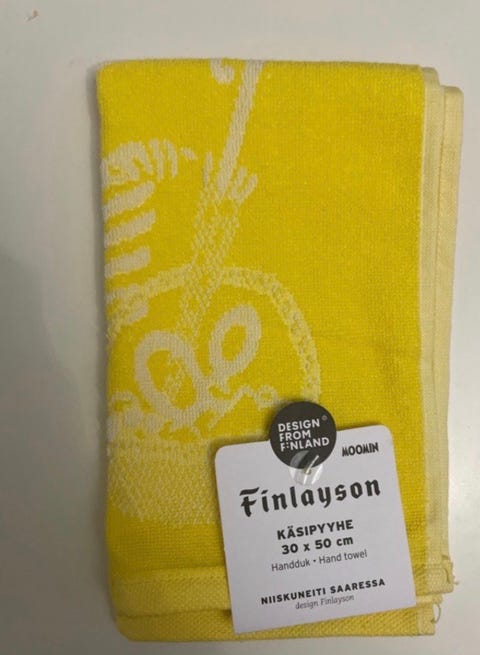 DESIGN
FROM
FINLAND
MOOMIN
Finlayson
KÄSIPYYHE
30 x 50 cm
Handduk • Hand towel
NIISKUNEITI SAARESSA
design Finlayson